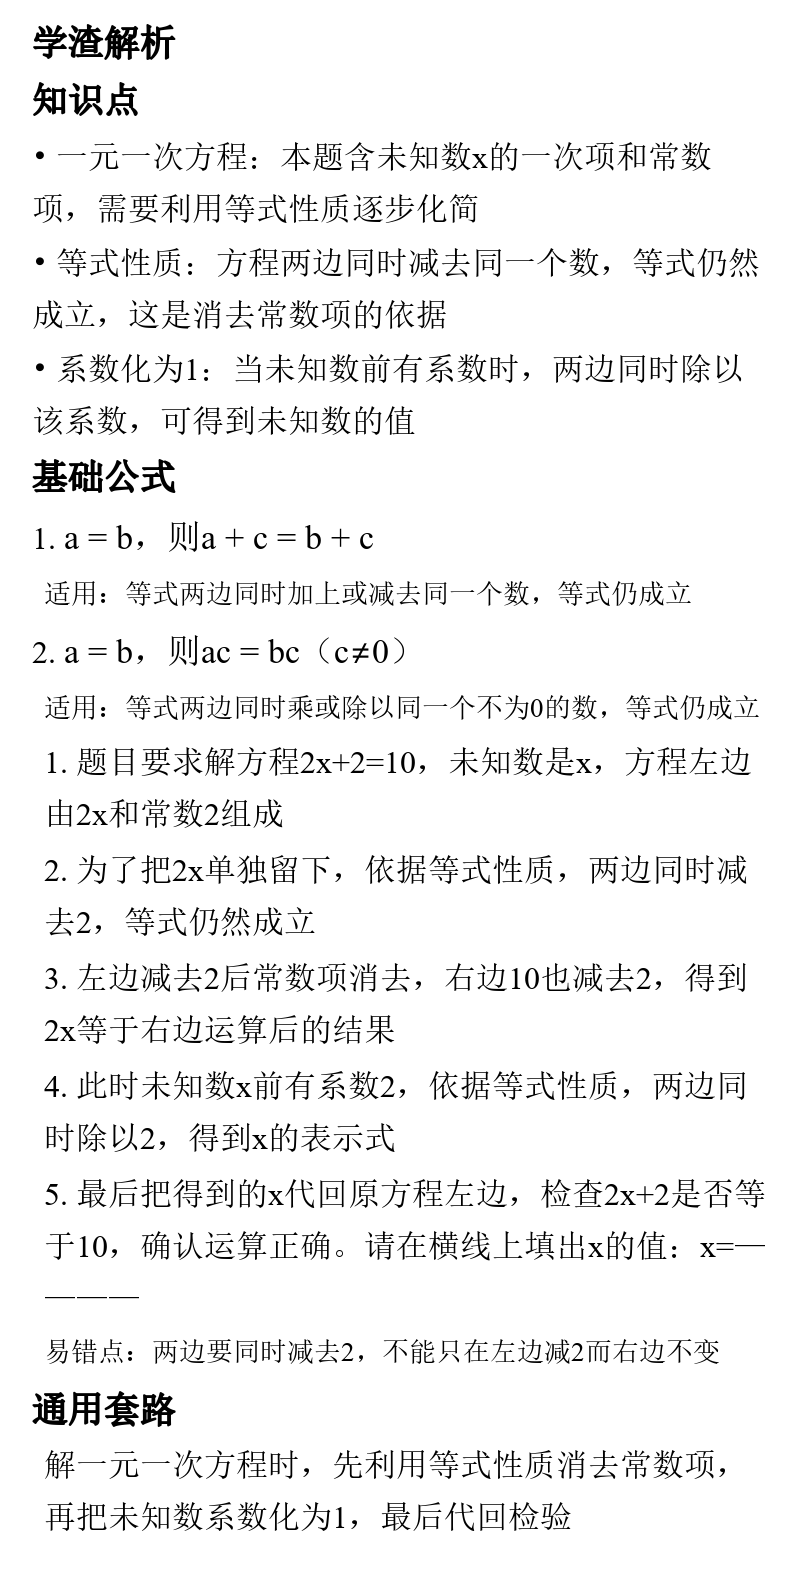 学渣解析
知识点
• 一元一次方程：本题含未知数x的一次项和常数
项，需要利用等式性质逐步化简
• 等式性质：方程两边同时减去同一个数，等式仍然
成立，这是消去常数项的依据
• 系数化为1：当未知数前有系数时，两边同时除以
该系数，可得到未知数的值
基础公式
1. a = b，则a + c = b + c
适用：等式两边同时加上或减去同一个数，等式仍成立
2. a = b，则ac = bc（c≠0）
适用：等式两边同时乘或除以同一个不为0的数，等式仍成立
1. 题目要求解方程2x+2=10，未知数是x，方程左边
由2x和常数2组成
2. 为了把2x单独留下，依据等式性质，两边同时减
去2，等式仍然成立
3. 左边减去2后常数项消去，右边10也减去2，得到
2x等于右边运算后的结果
4. 此时未知数x前有系数2，依据等式性质，两边同
时除以2，得到x的表示式
5. 最后把得到的x代回原方程左边，检查2x+2是否等
于10，确认运算正确。请在横线上填出x的值：x=—
———
易错点：两边要同时减去2，不能只在左边减2而右边不变
通用套路
解一元一次方程时，先利用等式性质消去常数项，
再把未知数系数化为1，最后代回检验